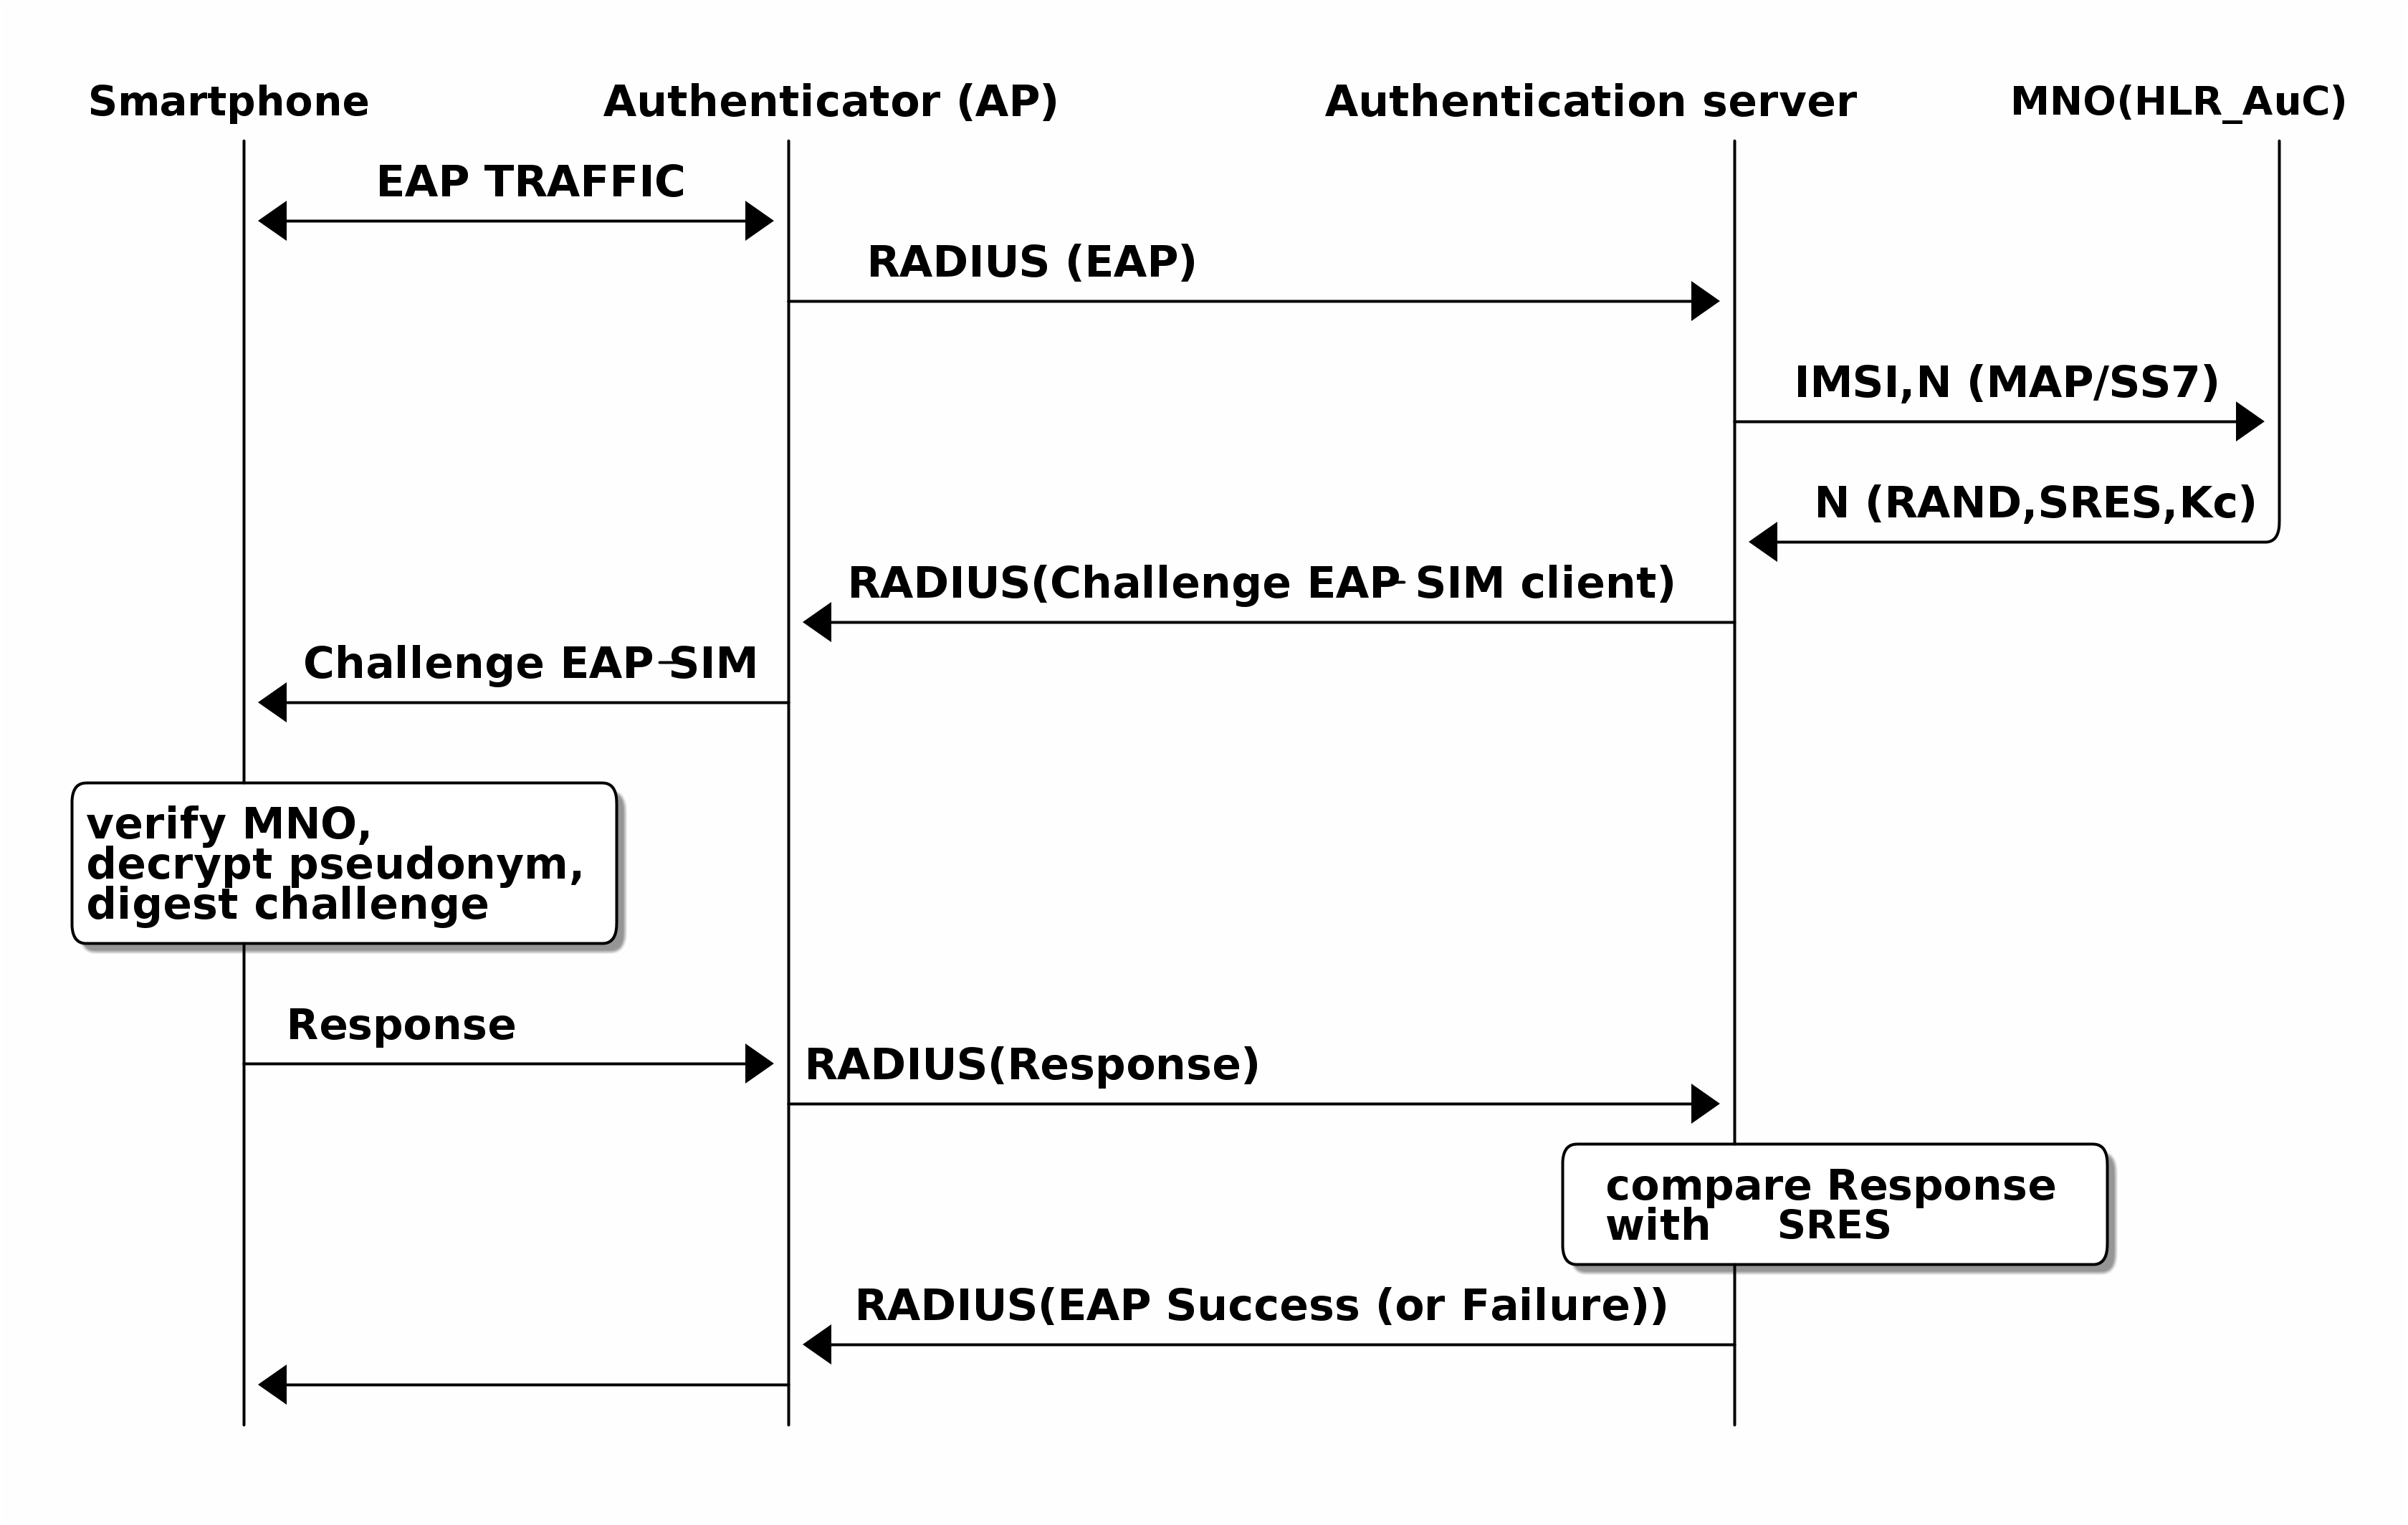 Smartphone
Authenticator (AP)
Authentication server
MNO(HLR_AuC)
EAP TRAFFIC
RADIUS (EAP)
IMSI,N (MAP/SS7)
N (RAND,SRES,Kc)
RADIUS(Challenge EAP-SIM client)
Challenge EAP-SIM
verify MNO,
decrypt pseudonym,
digest challenge
Response
RADIUS(Response)
compare Response
with SRES
RADIUS(EAP Success (or Failure))